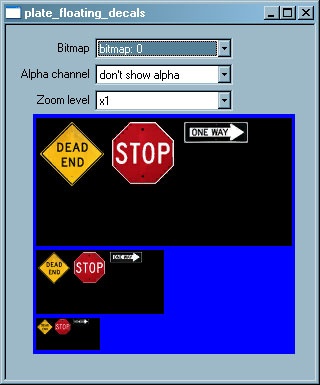 plate_floating_decals
Bitmap bitmap: 0
Alpha channel don't show alpha
Zoom level x1
DEAD END
STOP
ONE WAY
DEAD END
STOP
ONE WAY
STOP